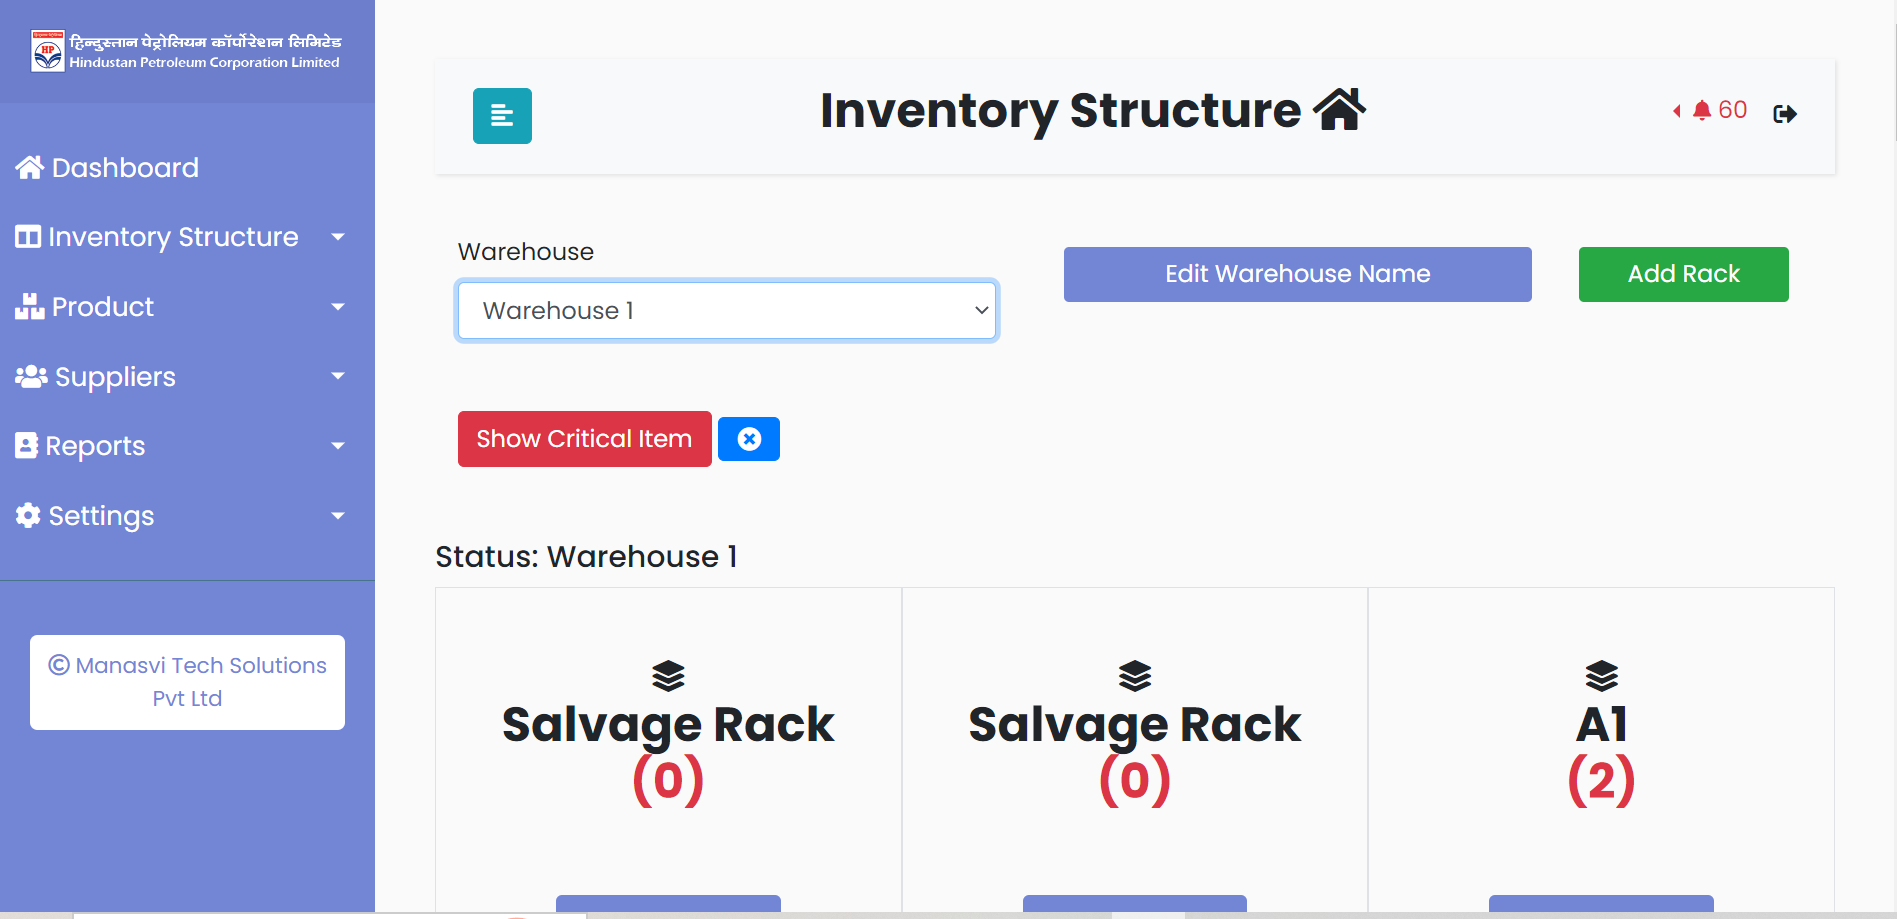 हिन्दुस्तान पेट्रोलियम कॉर्पोरेशन लिमिटेड
HP
Hindustan Petroleum Corporation Limited
Dashboard
Inventory Structure
Product
Suppliers
Reports
Settings
© Manasvi Tech Solutions
Pvt Ltd
Inventory Structure
60
Warehouse
Warehouse 1
Edit Warehouse Name
Add Rack
Show Critical Item
Status: Warehouse 1
Salvage Rack
(0)
Salvage Rack
(0)
A1
(2)